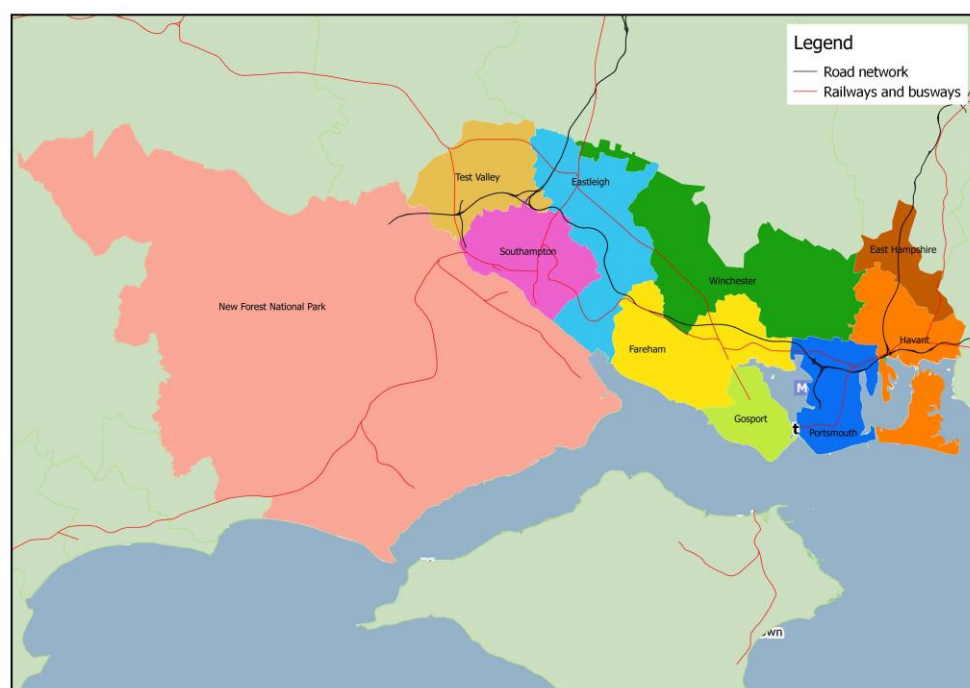 Legend
Road network
Railways and busways
Test Valley
Eastleigh
East Hampshire
Southampton
Winchester
New Forest National Park
Havant
Fareham
M
Gosport
t
Portsmouth
own